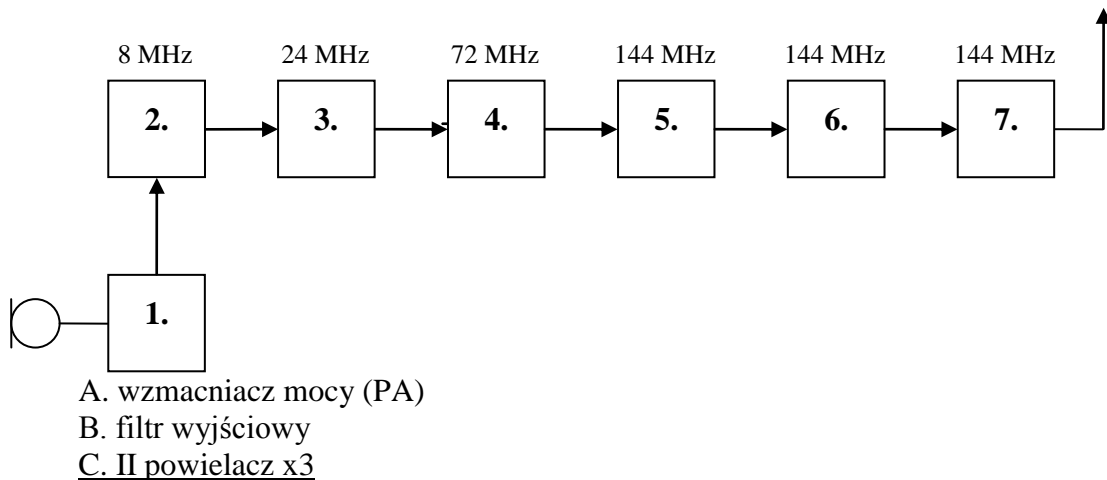 8 MHz 24 MHz 72 MHz 144 MHz 144 MHz 144 MHz
2. 3. 4. 5. 6. 7.
1.
A. wzmacniacz mocy (PA)
B. filtr wyjściowy
C. II powielacz x3